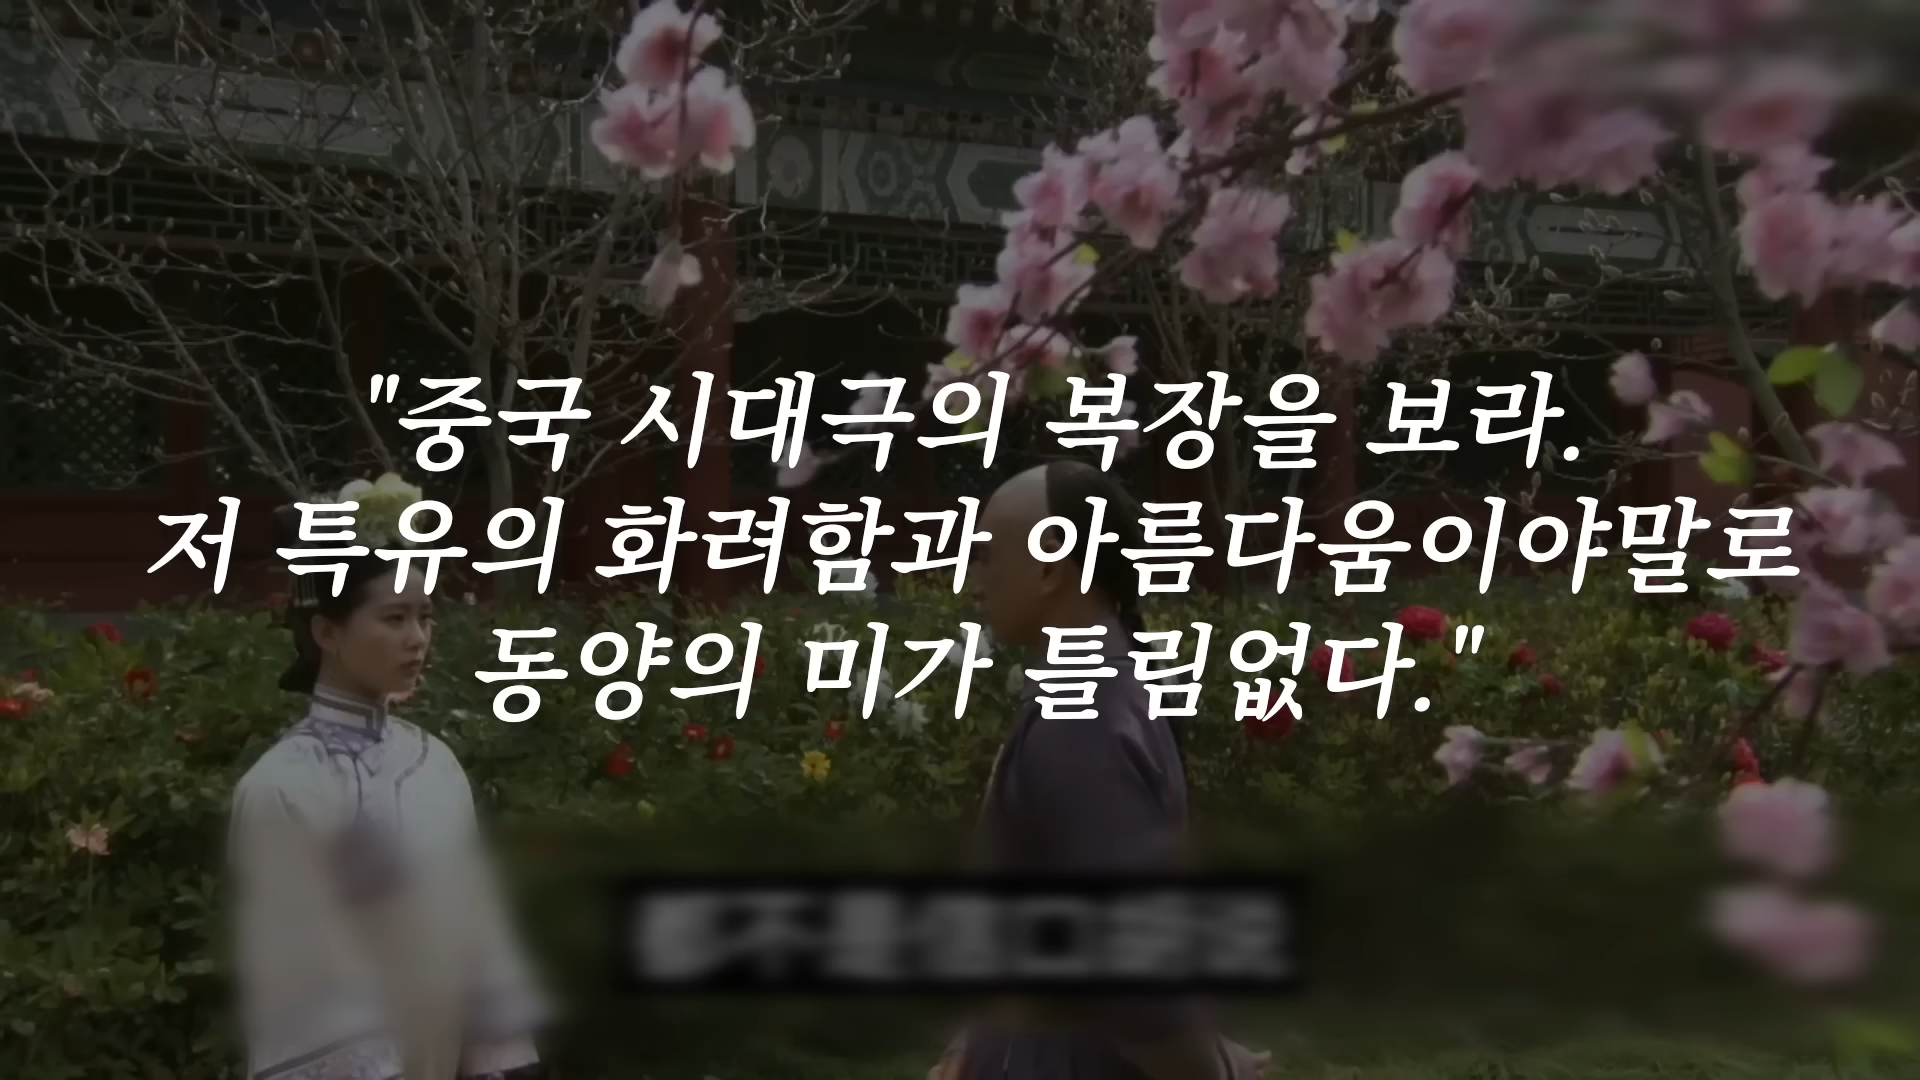 "중국 시대극의 복장을 보라.
저 특유의 화려함과 아름다움이야말로
동양의 미가 틀림없다."